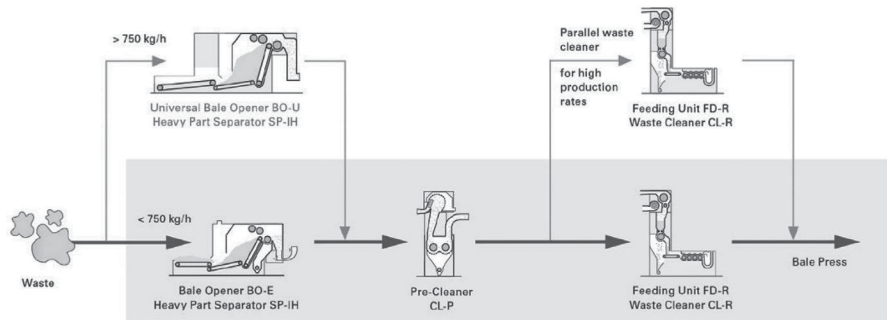 > 750 kg/h
Universal Bale Opener BO-U
Heavy Part Separator SP-IH
Parallel waste
cleaner
for high
production
rates
Feeding Unit FD-R
Waste Cleaner CL-R
Waste
< 750 kg/h
Bale Opener BO-E
Heavy Part Separator SP-IH
Pre-Cleaner
CL-P
Feeding Unit FD-R
Waste Cleaner CL-R
Bale Press